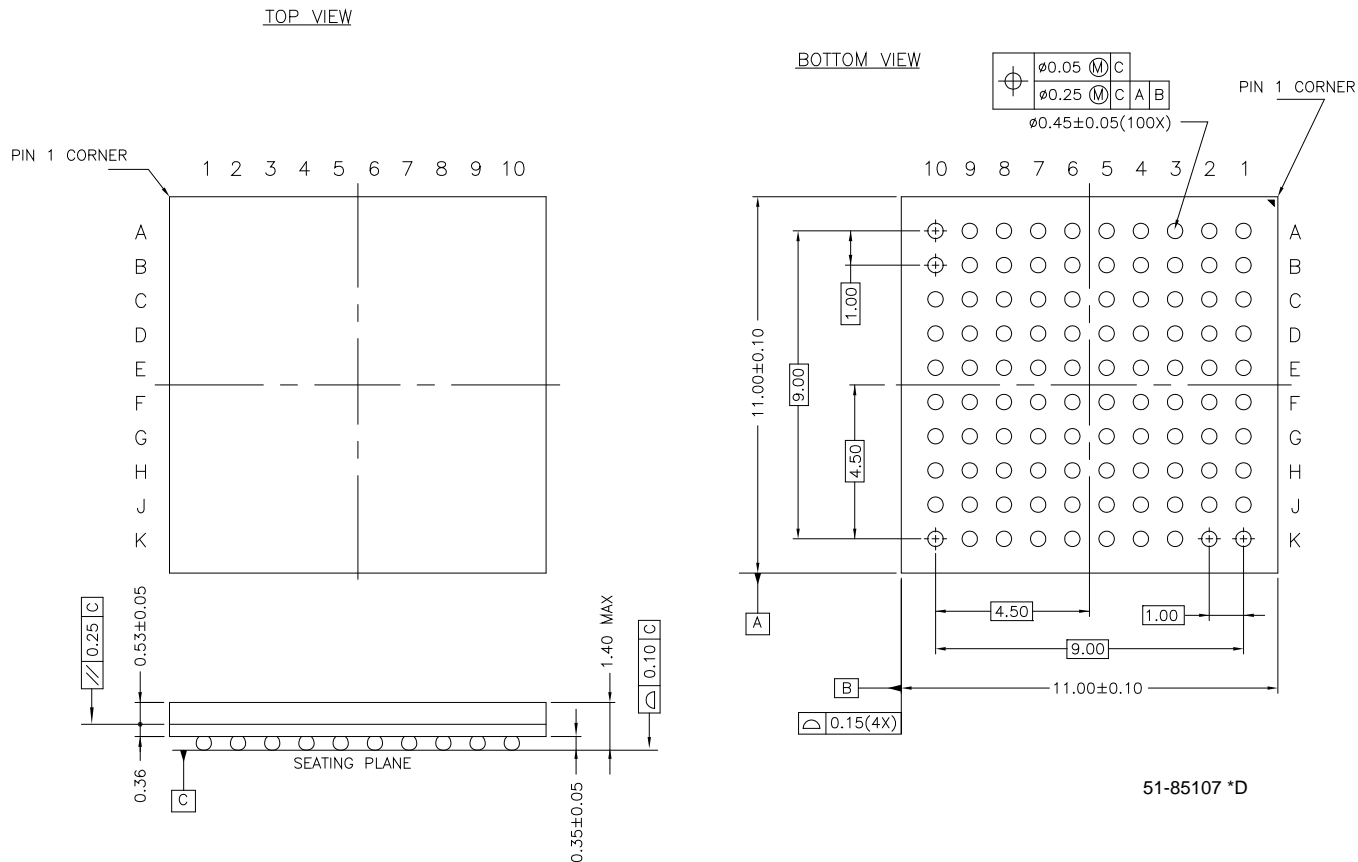 TOP VIEW
PIN 1 CORNER
1 2 3 4 5 6 7 8 9 10
A
B
C
D
E
F
G
H
J
K
// 0.25 C
0.53±0.05
0.36
C
SEATING PLANE
1.40 MAX
0.35±0.05
⌓ 0.10 C
BOTTOM VIEW
⌖ ø0.05 Ⓜ C
ø0.25 Ⓜ C A B
ø0.45±0.05(100X)
PIN 1 CORNER
10 9 8 7 6 5 4 3 2 1
A
B
C
D
E
F
G
H
J
K
11.00±0.10
9.00
1.00
4.50
A
4.50
1.00
9.00
B
11.00±0.10
⌓ 0.15(4X)
51-85107 *D